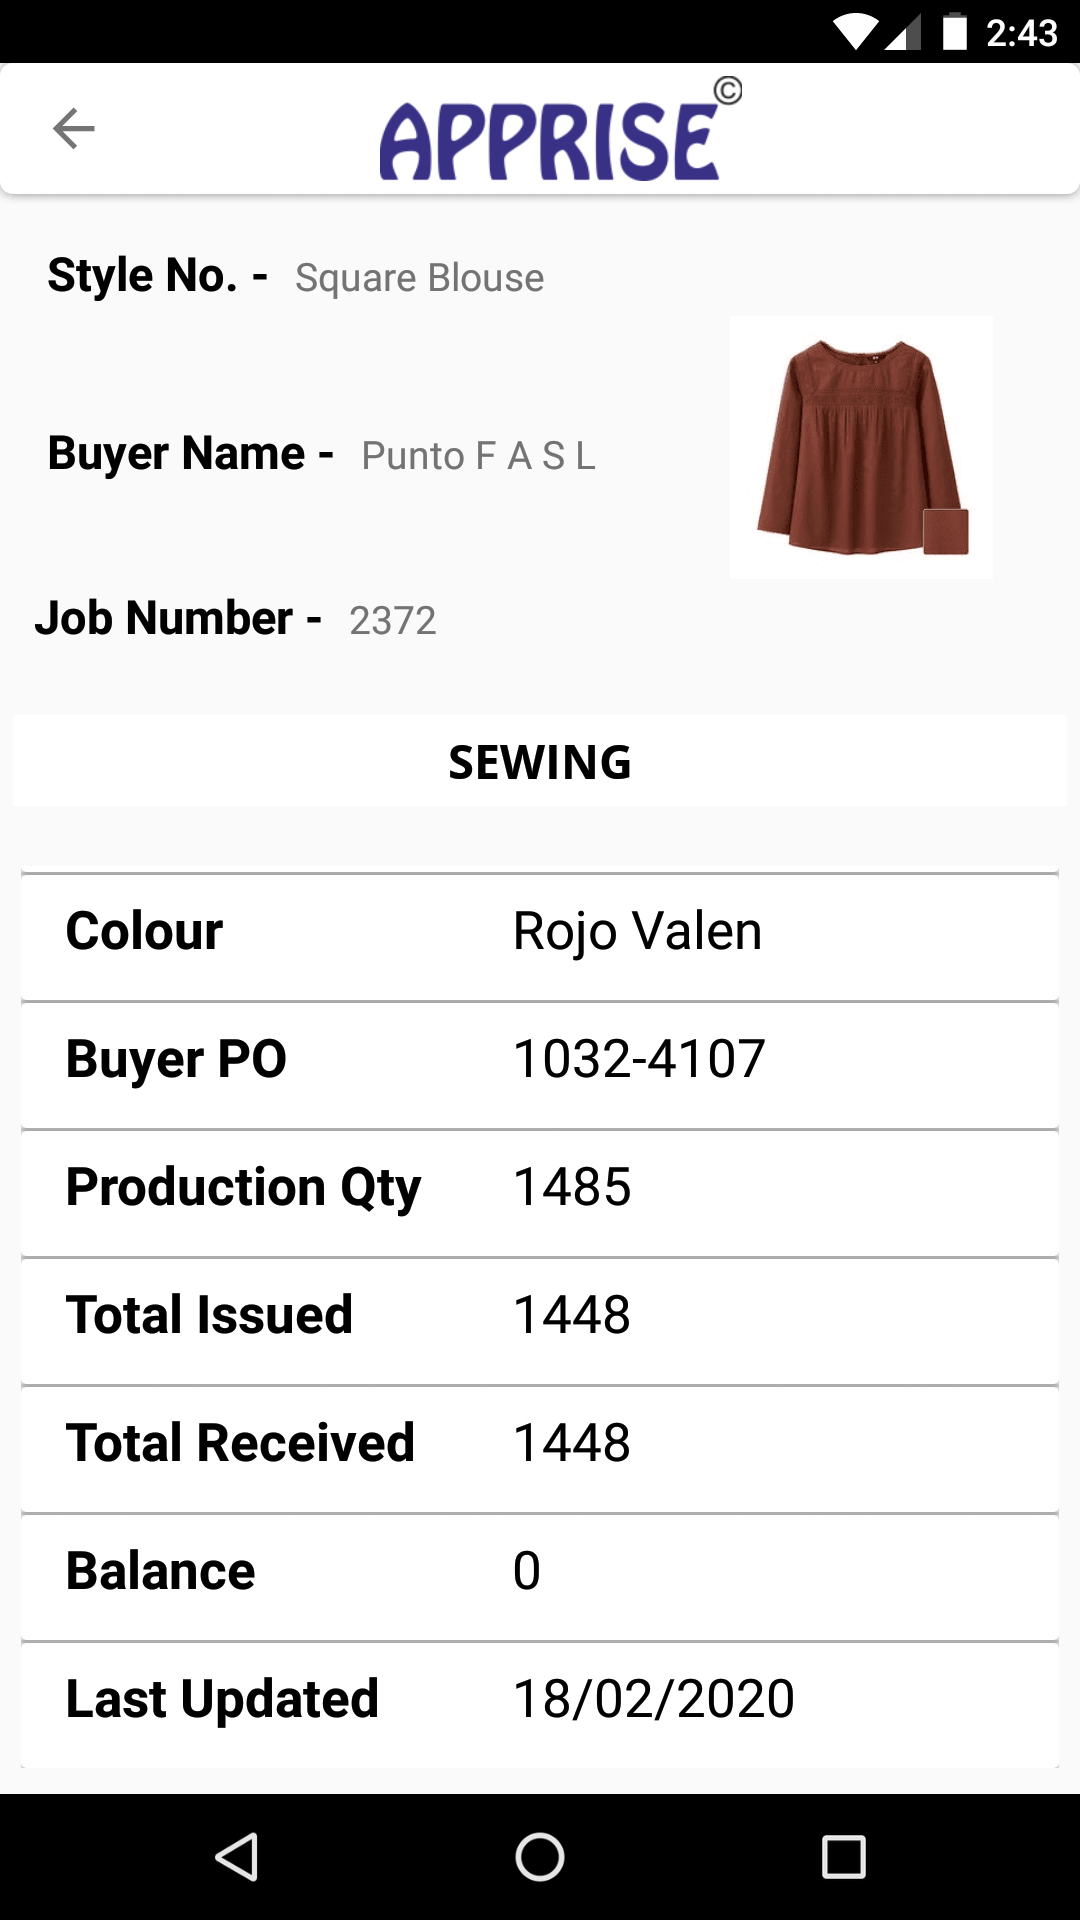 2:43
APPRISE©
Style No. - Square Blouse
Buyer Name - Punto F A S L
Job Number - 2372
SEWING
Colour Rojo Valen
Buyer PO 1032-4107
Production Qty 1485
Total Issued 1448
Total Received 1448
Balance 0
Last Updated 18/02/2020